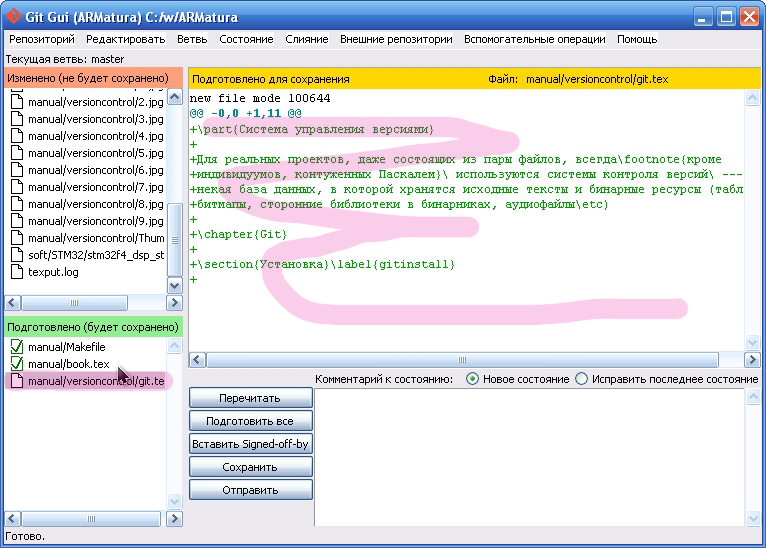 Git Gui (ARMatura) C:/w/ARMatura
Репозиторий Редактировать Ветвь Состояние Слияние Внешние репозитории Вспомогательные операции Помощь
Текущая ветвь: master
Изменено (не будет сохранено)
manual/versioncontrol/2.jpg
manual/versioncontrol/3.jpg
manual/versioncontrol/4.jpg
manual/versioncontrol/5.jpg
manual/versioncontrol/6.jpg
manual/versioncontrol/7.jpg
manual/versioncontrol/8.jpg
manual/versioncontrol/9.jpg
manual/versioncontrol/Thum
soft/STM32/stm32f4_dsp_st
texput.log
Подготовлено (будет сохранено)
manual/Makefile
manual/book.tex
manual/versioncontrol/git.te
Подготовлено для сохранения Файл: manual/versioncontrol/git.tex
new file mode 100644
@@ -0,0 +1,11 @@
+\part{Система управления версиями}
+
+Для реальных проектов, даже состоящих из пары файлов, всегда\footnote{кроме
+индивидуумов, контуженных Паскалем}\ используются системы контроля версий\ ---
+некая база данных, в которой хранятся исходные тексты и бинарные ресурсы (табл
+битмапы, сторонние библиотеки в бинарниках, аудиофайлы\etc)
+
+\chapter{Git}
+
+\section{Установка}\label{gitinstall}
+
Комментарий к состоянию: Новое состояние Исправить последнее состояние
Перечитать
Подготовить все
Вставить Signed-off-by
Сохранить
Отправить
Готово.